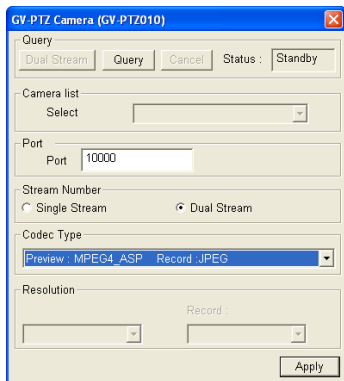 GV-PTZ Camera (GV-PTZ010)
Query
Dual Stream Query Cancel Status : Standby
Camera list
Select
Port
Port 10000
Stream Number
Single Stream Dual Stream
Codec Type
Preview : MPEG4_ASP Record :JPEG
Resolution
Record :
Apply